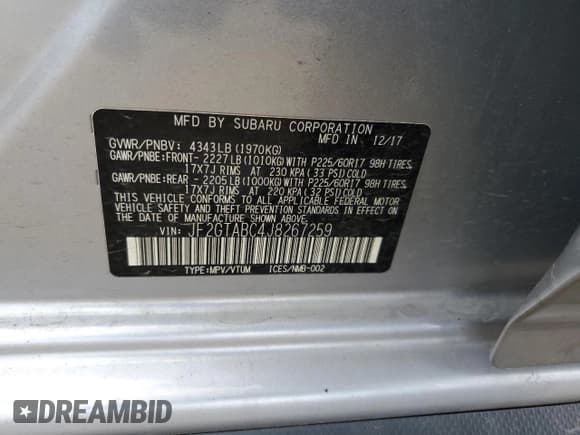 MFD BY SUBARU CORPORATION
MFD IN 12/17
GVWR/PNBV: 4343LB(1970KG)
GAWR/PNBE:FRONT- 2227LB(1010KG)WITH P225/60R17 98H TIRES,
17X7J RIMS AT 230 KPA (33 PSI)COLD
GAWR/PNBE:REAR - 2205LB(1000KG)WITH P225/60R17 98H TIRES,
17X7J RIMS AT 220 KPA (32 PSI)COLD
THIS VEHICLE CONFORMS TO ALL APPLICABLE FEDERAL MOTOR
VEHICLE SAFETY AND THEFT PREVENTION STANDARDS IN EFFECT ON THE
DATE OF MANUFACTURE SHOWN ABOVE.
VIN: JF2GTABC4J8267259
TYPE:MPV/VTUM ICES/NMB-002
DREAMBID